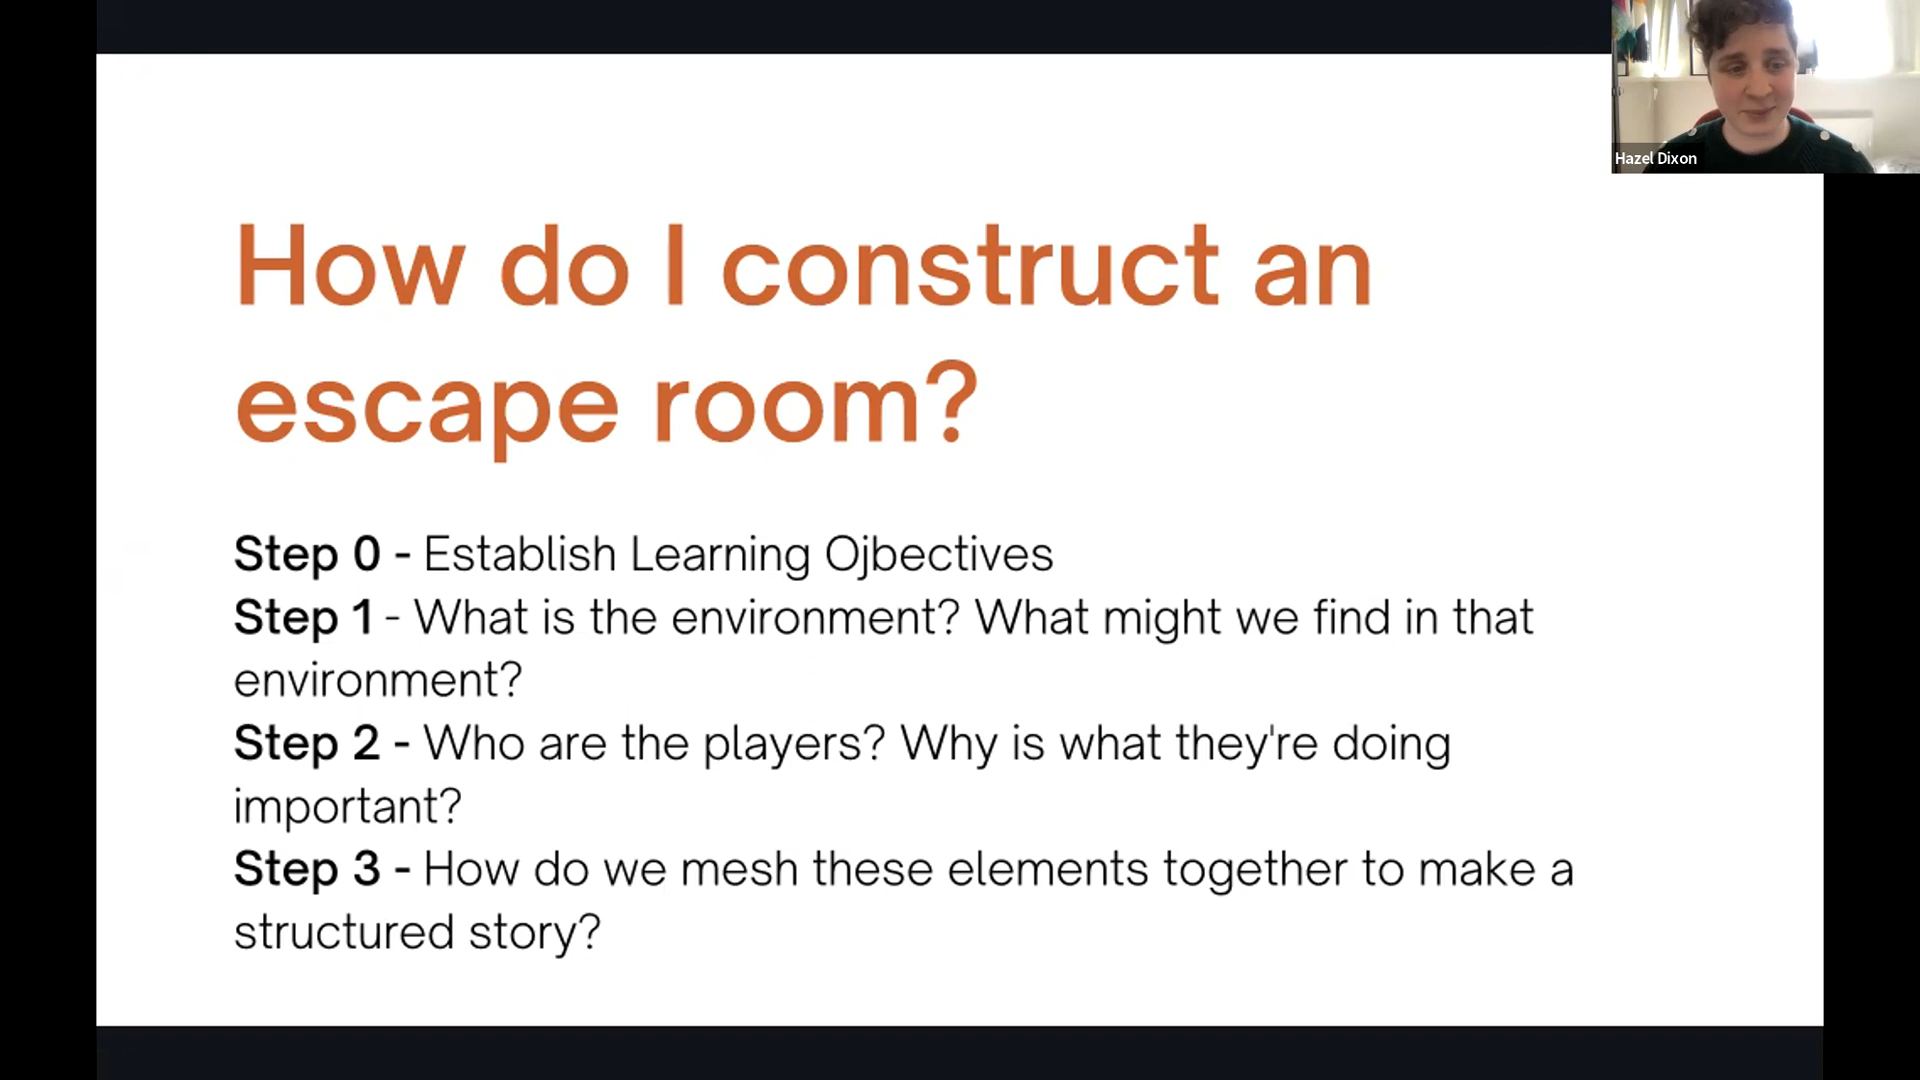 Hazel Dixon
How do I construct an
escape room?
Step 0 - Establish Learning Ojbectives
Step 1 - What is the environment? What might we find in that
environment?
Step 2 - Who are the players? Why is what they're doing
important?
Step 3 - How do we mesh these elements together to make a
structured story?